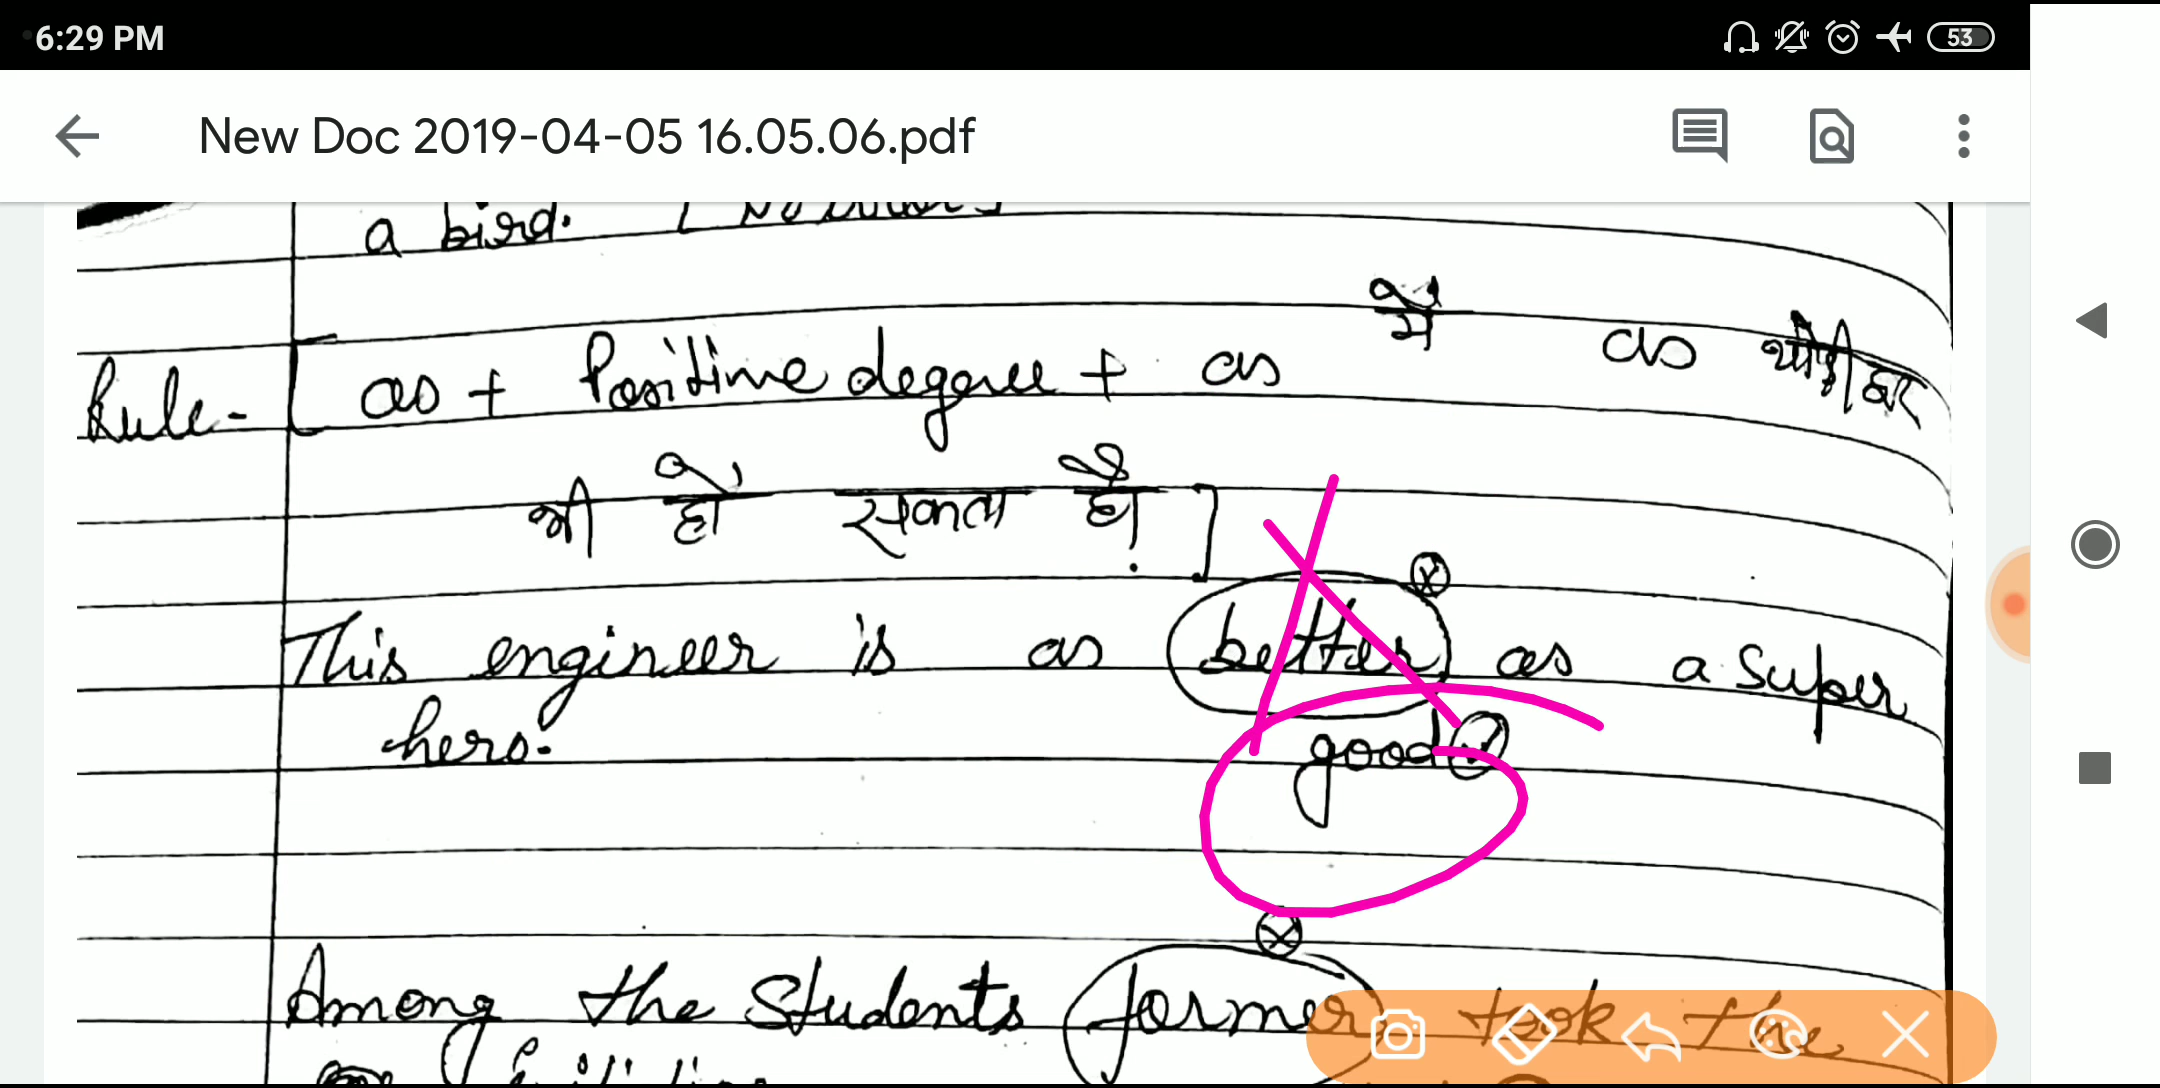 6:29 PM
53
New Doc 2019-04-05 16.05.06.pdf
a bird.
Rule- [ as + Positive degree + as में as
भी हो सकता है।]
This engineer is as better as a super
hero.
good
Among the students former took the